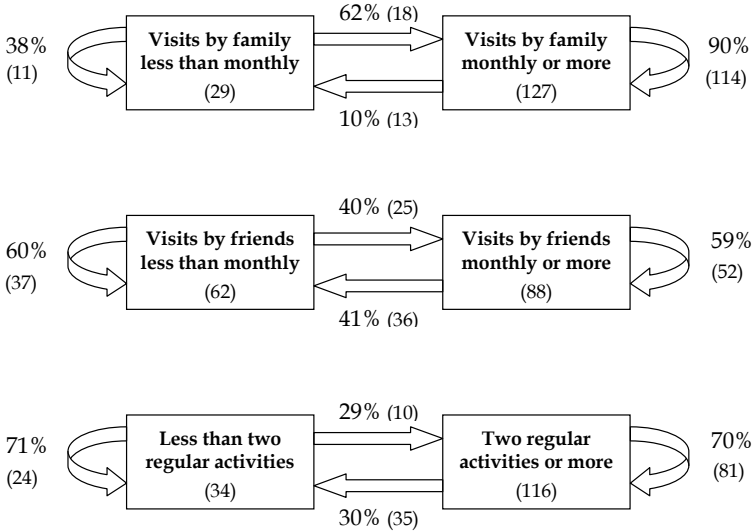 62% (18)
38%
(11)
Visits by family
less than monthly
(29)
Visits by family
monthly or more
(127)
90%
(114)
10% (13)
40% (25)
60%
(37)
Visits by friends
less than monthly
(62)
Visits by friends
monthly or more
(88)
59%
(52)
41% (36)
29% (10)
71%
(24)
Less than two
regular activities
(34)
Two regular
activities or more
(116)
70%
(81)
30% (35)